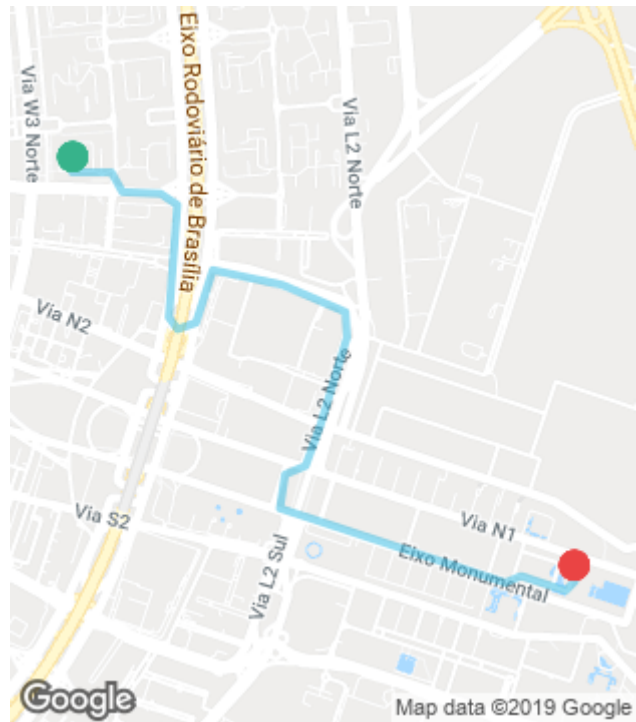 Via W3 Norte
Eixo Rodoviário de Brasília
Via L2 Norte
Via N2
Via L2 Norte
Via S2
Via N1
Via L2 Sul
Eixo Monumental
Google
Map data ©2019 Google